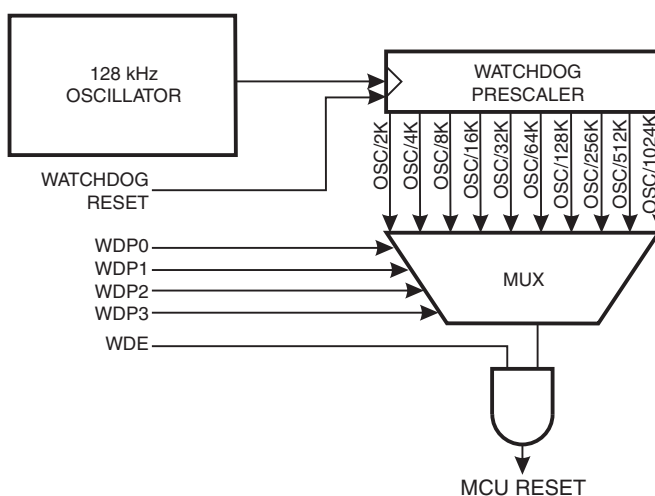 128 kHz
OSCILLATOR
WATCHDOG
PRESCALER
OSC/2K
OSC/4K
OSC/8K
OSC/16K
OSC/32K
OSC/64K
OSC/128K
OSC/256K
OSC/512K
OSC/1024K
WATCHDOG
RESET
WDP0
WDP1
WDP2
WDP3
WDE
MUX
MCU RESET